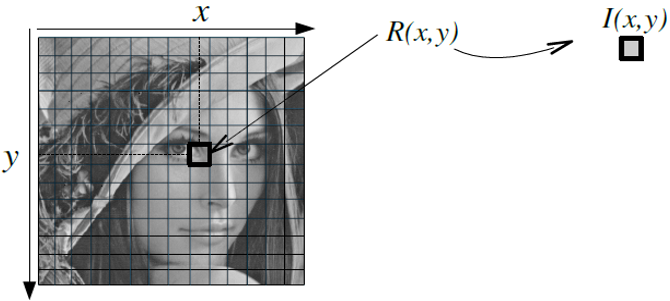 x
R(x,y)
I(x,y)
y